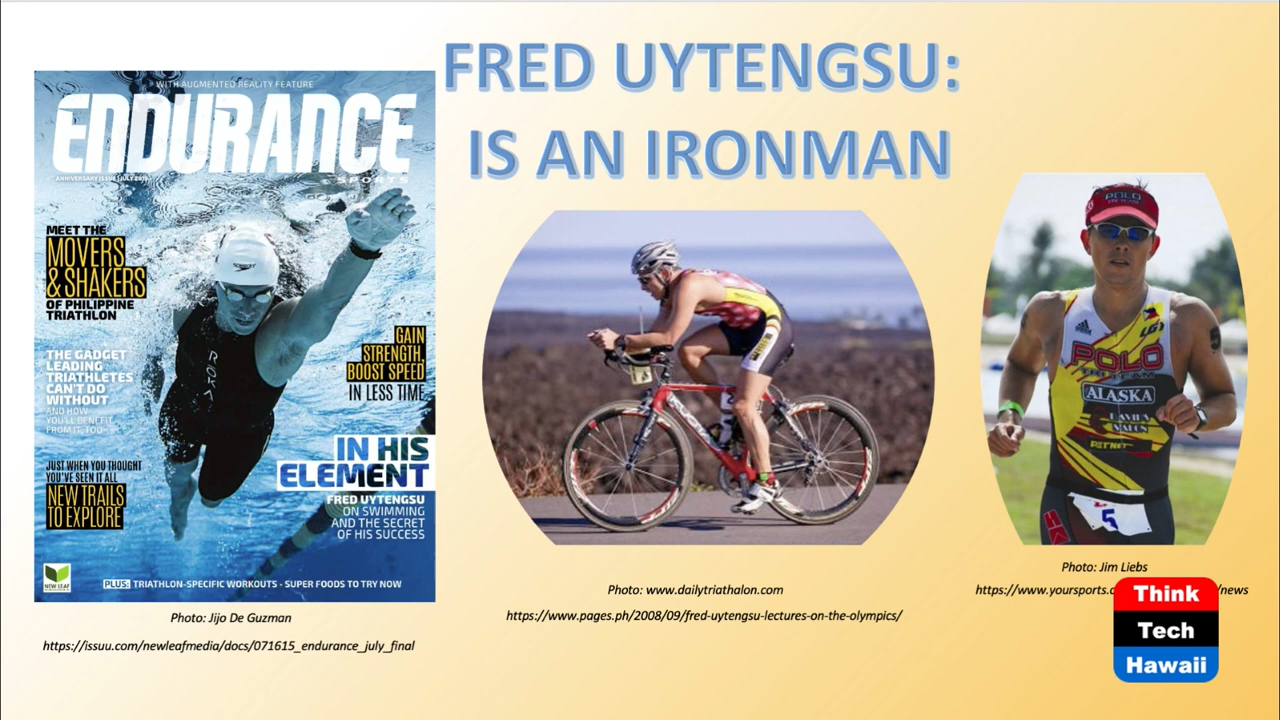 FRED UYTENGSU:
IS AN IRONMAN
WITH AUGMENTED REALITY FEATURE
ENDURANCE
SPORTS
ANNIVERSARY ISSUE | JULY 2015
MEET THE
MOVERS
& SHAKERS
OF PHILIPPINE
TRIATHLON
THE GADGET
LEADING
TRIATHLETES
CAN'T DO
WITHOUT
AND HOW
YOU'LL BENEFIT
FROM IT, TOO
JUST WHEN YOU THOUGHT
YOU'VE SEEN IT ALL
NEW TRAILS
TO EXPLORE
GAIN
STRENGTH,
BOOST SPEED
IN LESS TIME
IN HIS
ELEMENT
FRED UYTENGSU
ON SWIMMING
AND THE SECRET
OF HIS SUCCESS
ROKA
NEW LEAF
PLUS: TRIATHLON-SPECIFIC WORKOUTS - SUPER FOODS TO TRY NOW
Photo: Jijo De Guzman
https://issuu.com/newleafmedia/docs/071615_endurance_july_final
Photo: www.dailytriathalon.com
https://www.pages.ph/2008/09/fred-uytengsu-lectures-on-the-olympics/
POLO
POLO
TRI TEAM
ALASKA
5
Photo: Jim Liebs
https://www.yoursports.c /news
Think
Tech
Hawaii